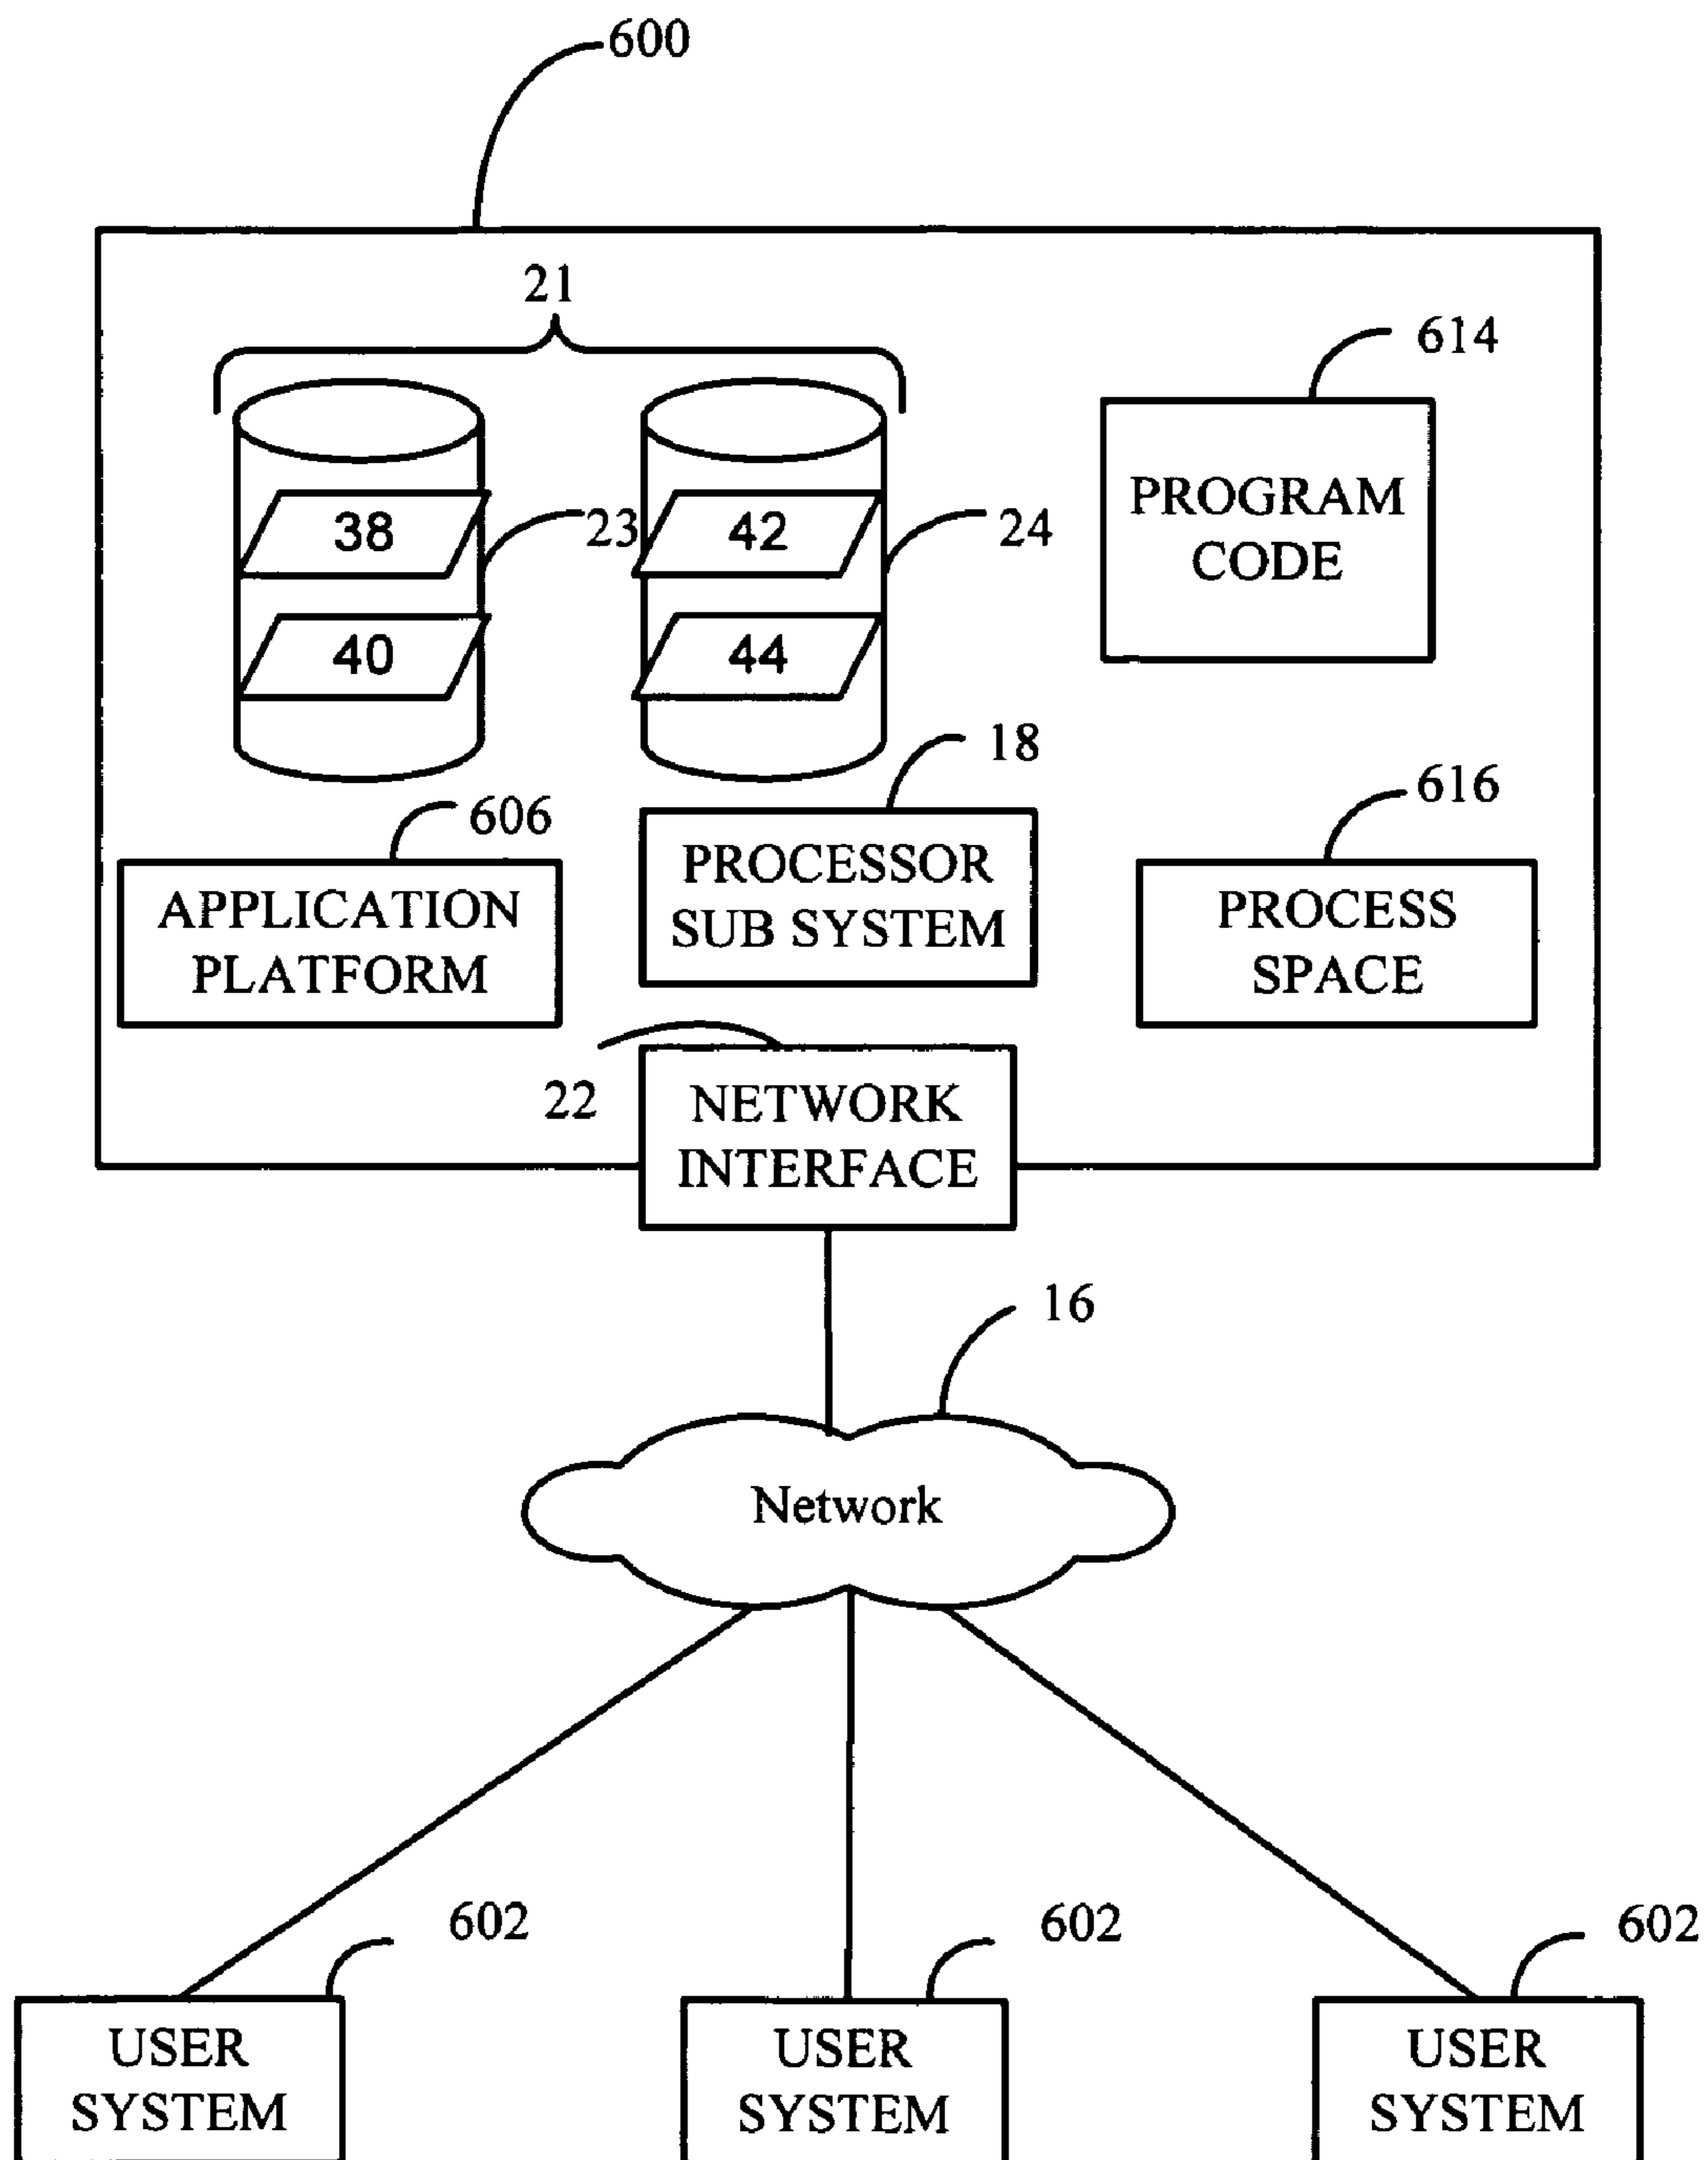 600
21
614
38
23
42
24
PROGRAM
CODE
40
44
18
606
616
APPLICATION
PLATFORM
PROCESSOR
SUB SYSTEM
PROCESS
SPACE
22
NETWORK
INTERFACE
16
Network
602
602
602
USER
SYSTEM
USER
SYSTEM
USER
SYSTEM